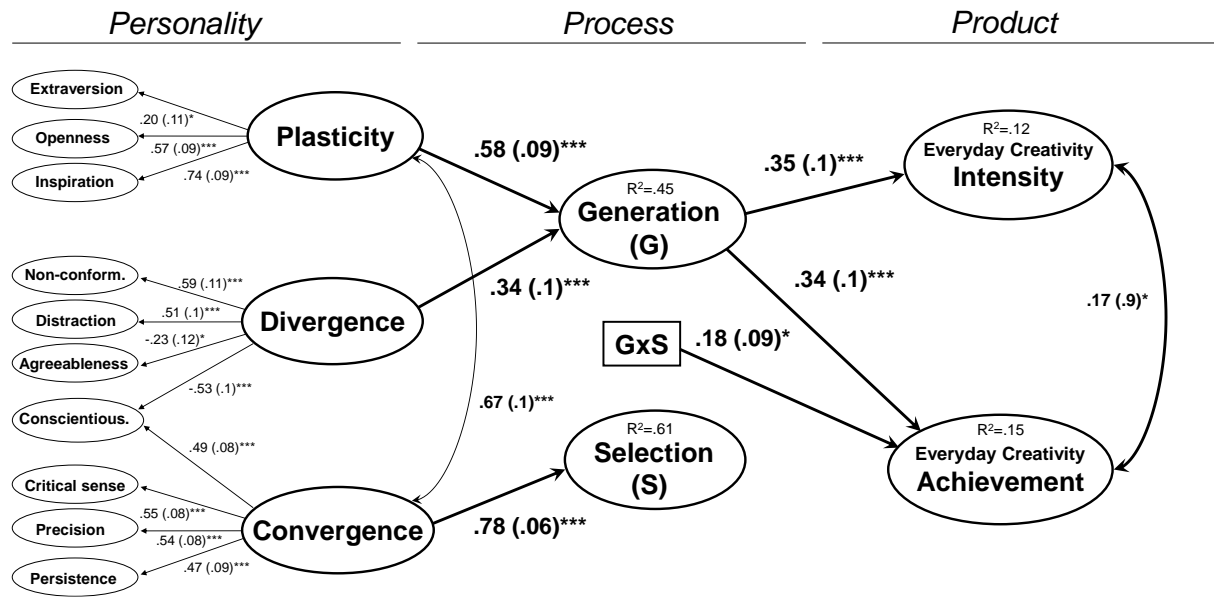 Personality
Process
Product
Extraversion
.20 (.11)*
Openness
.57 (.09)***
Inspiration
.74 (.09)***
Plasticity
.58 (.09)***
Non-conform.
.59 (.11)***
Distraction
.51 (.1)***
Agreeableness
-.23 (.12)*
Conscientious.
-.53 (.1)***
Divergence
.34 (.1)***
.49 (.08)***
Critical sense
.55 (.08)***
Precision
.54 (.08)***
Persistence
.47 (.09)***
Convergence
.67 (.1)***
.78 (.06)***
R²=.45
Generation
(G)
.35 (.1)***
.34 (.1)***
GxS
.18 (.09)*
R²=.61
Selection
(S)
R²=.12
Everyday Creativity
Intensity
.17 (.9)*
R²=.15
Everyday Creativity
Achievement